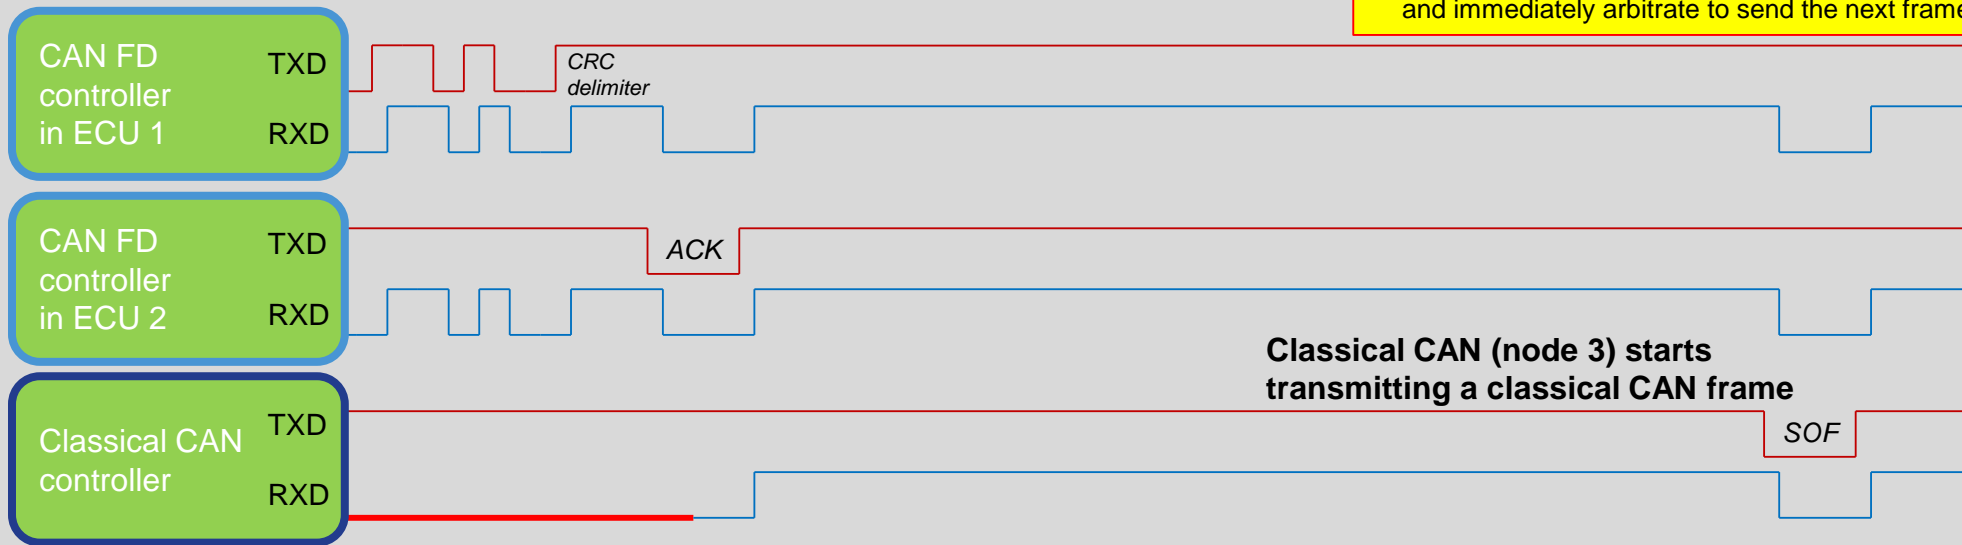 and immediately arbitrate to send the next frame
CAN FD
controller
in ECU 1
TXD
RXD
CRC
delimiter
CAN FD
controller
in ECU 2
TXD
RXD
ACK
Classical CAN (node 3) starts
transmitting a classical CAN frame
Classical CAN
controller
TXD
RXD
SOF